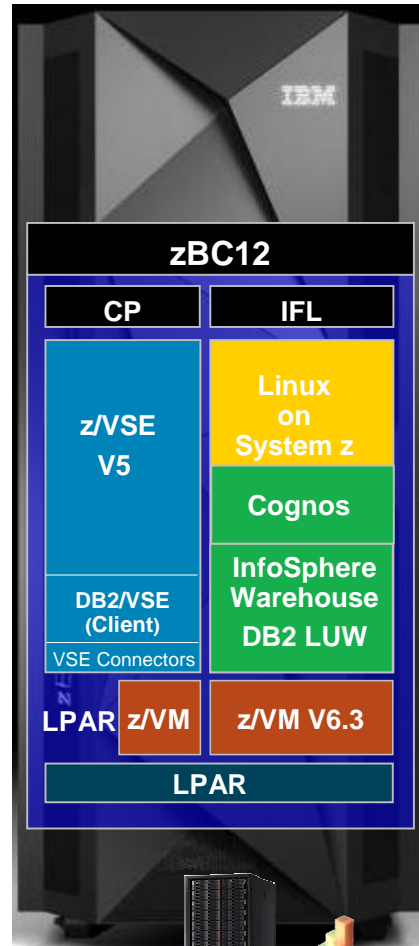 IBM
zBC12
CP
IFL
z/VSE
V5
DB2/VSE
(Client)
VSE Connectors
Linux
on
System z
Cognos
InfoSphere
Warehouse
DB2 LUW
LPAR
z/VM
z/VM V6.3
LPAR